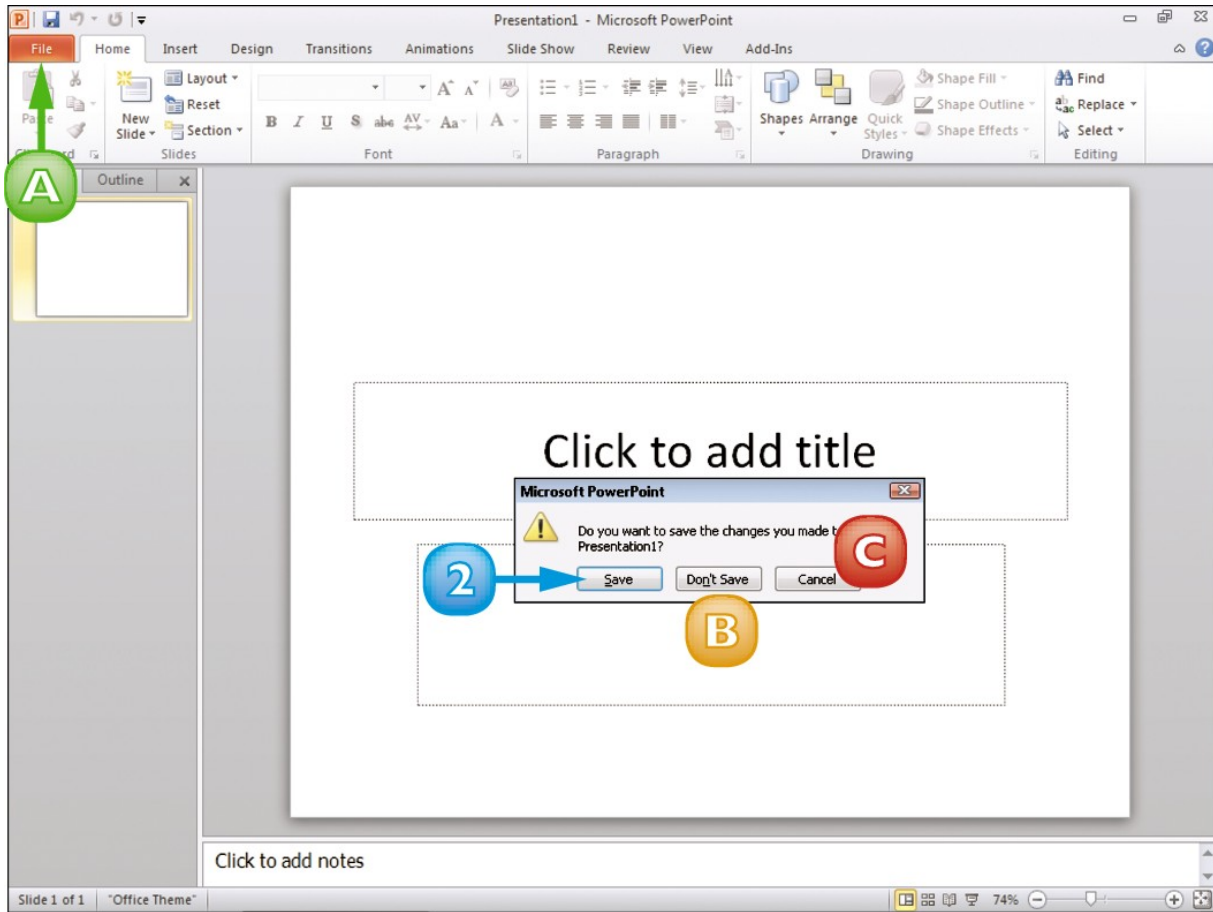 Presentation1 - Microsoft PowerPoint
File Home Insert Design Transitions Animations Slide Show Review View Add-Ins
New Slide
Layout
Reset
Section
Slides
B I U S abc AV Aa A
Font
Paragraph
Shapes Arrange Quick Styles
Shape Fill
Shape Outline
Shape Effects
Drawing
Find
Replace
Select
Editing
A
Outline
Click to add title
Microsoft PowerPoint
Do you want to save the changes you made
Presentation1?
C
2
Save Don't Save Cancel
B
Click to add notes
Slide 1 of 1 "Office Theme" 74%